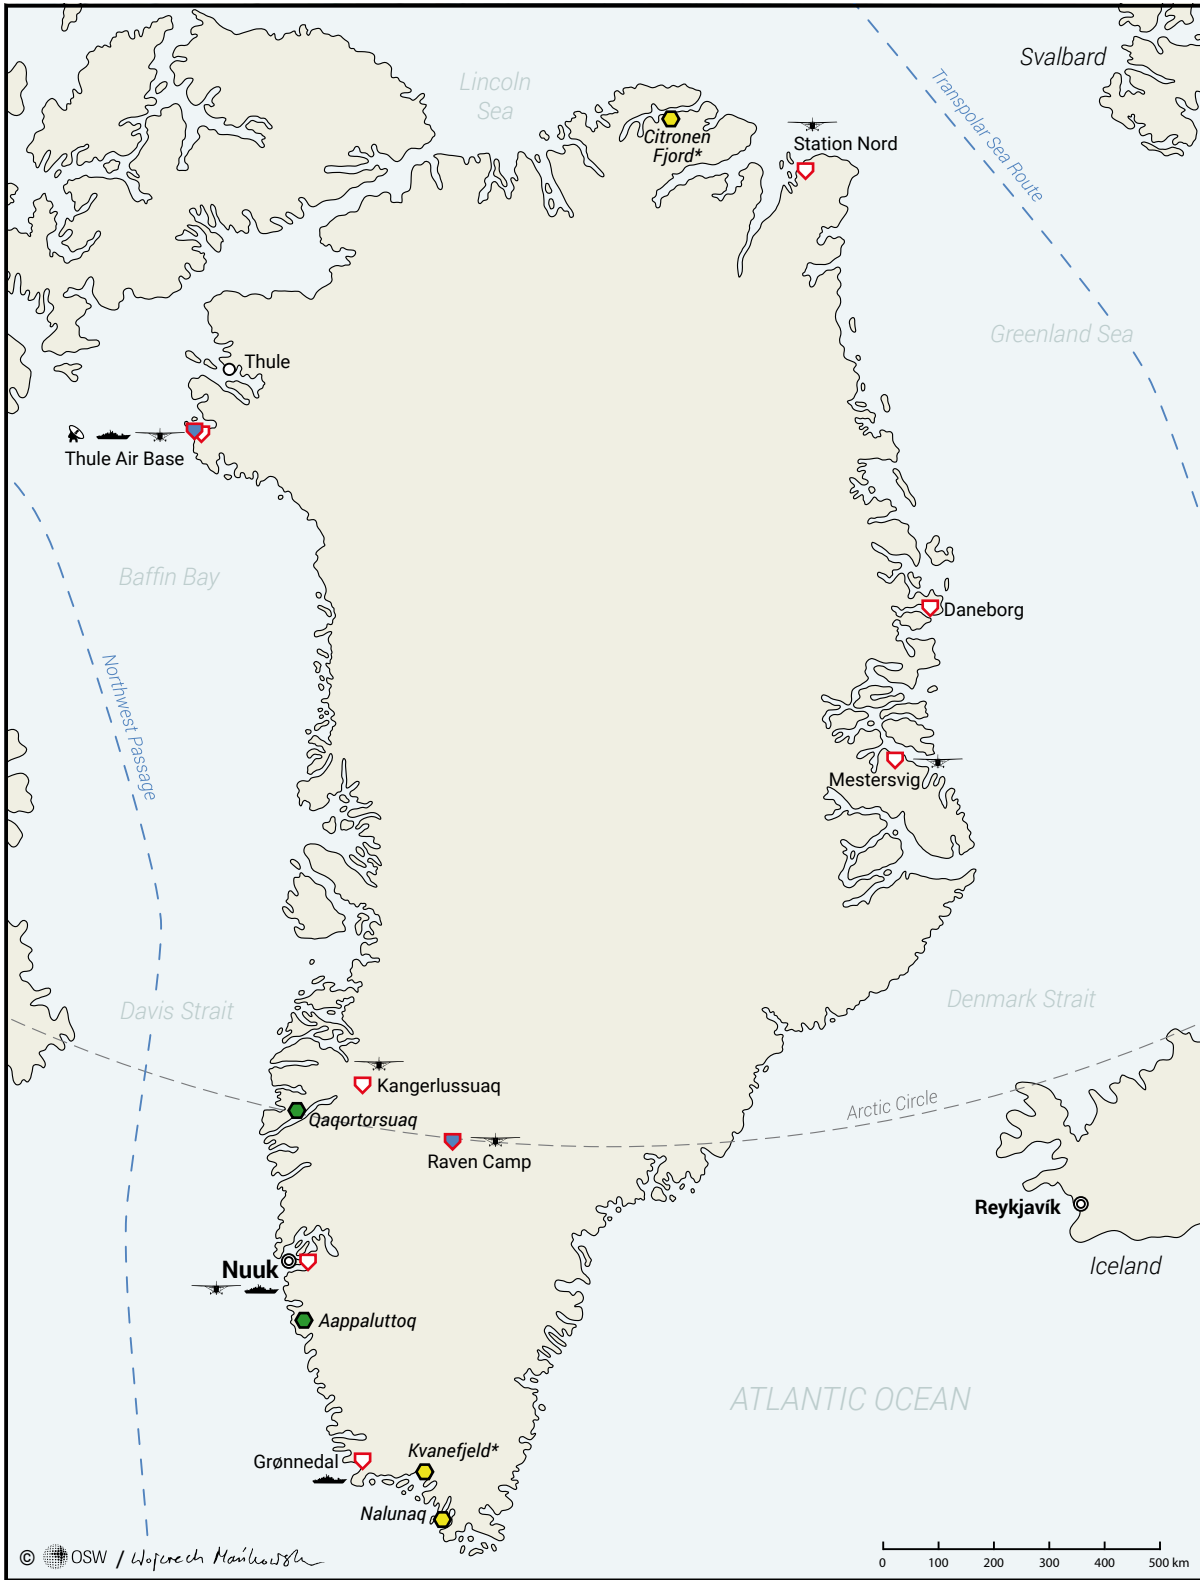 Svalbard
Lincoln
Sea
Transpolar Sea Route
Citronen
Fjord*
Station Nord
Greenland Sea
Thule
Thule Air Base
Baffin Bay
Daneborg
Northwest Passage
Mestersvig
Davis Strait
Denmark Strait
Kangerlussuaq
Qaqortorsuaq
Arctic Circle
Raven Camp
Reykjavík
Nuuk
Iceland
Aappaluttoq
ATLANTIC OCEAN
Kvanefjeld*
Grønnedal
Nalunaq
© OSW / Wojciech Mańkowski
0 100 200 300 400 500 km